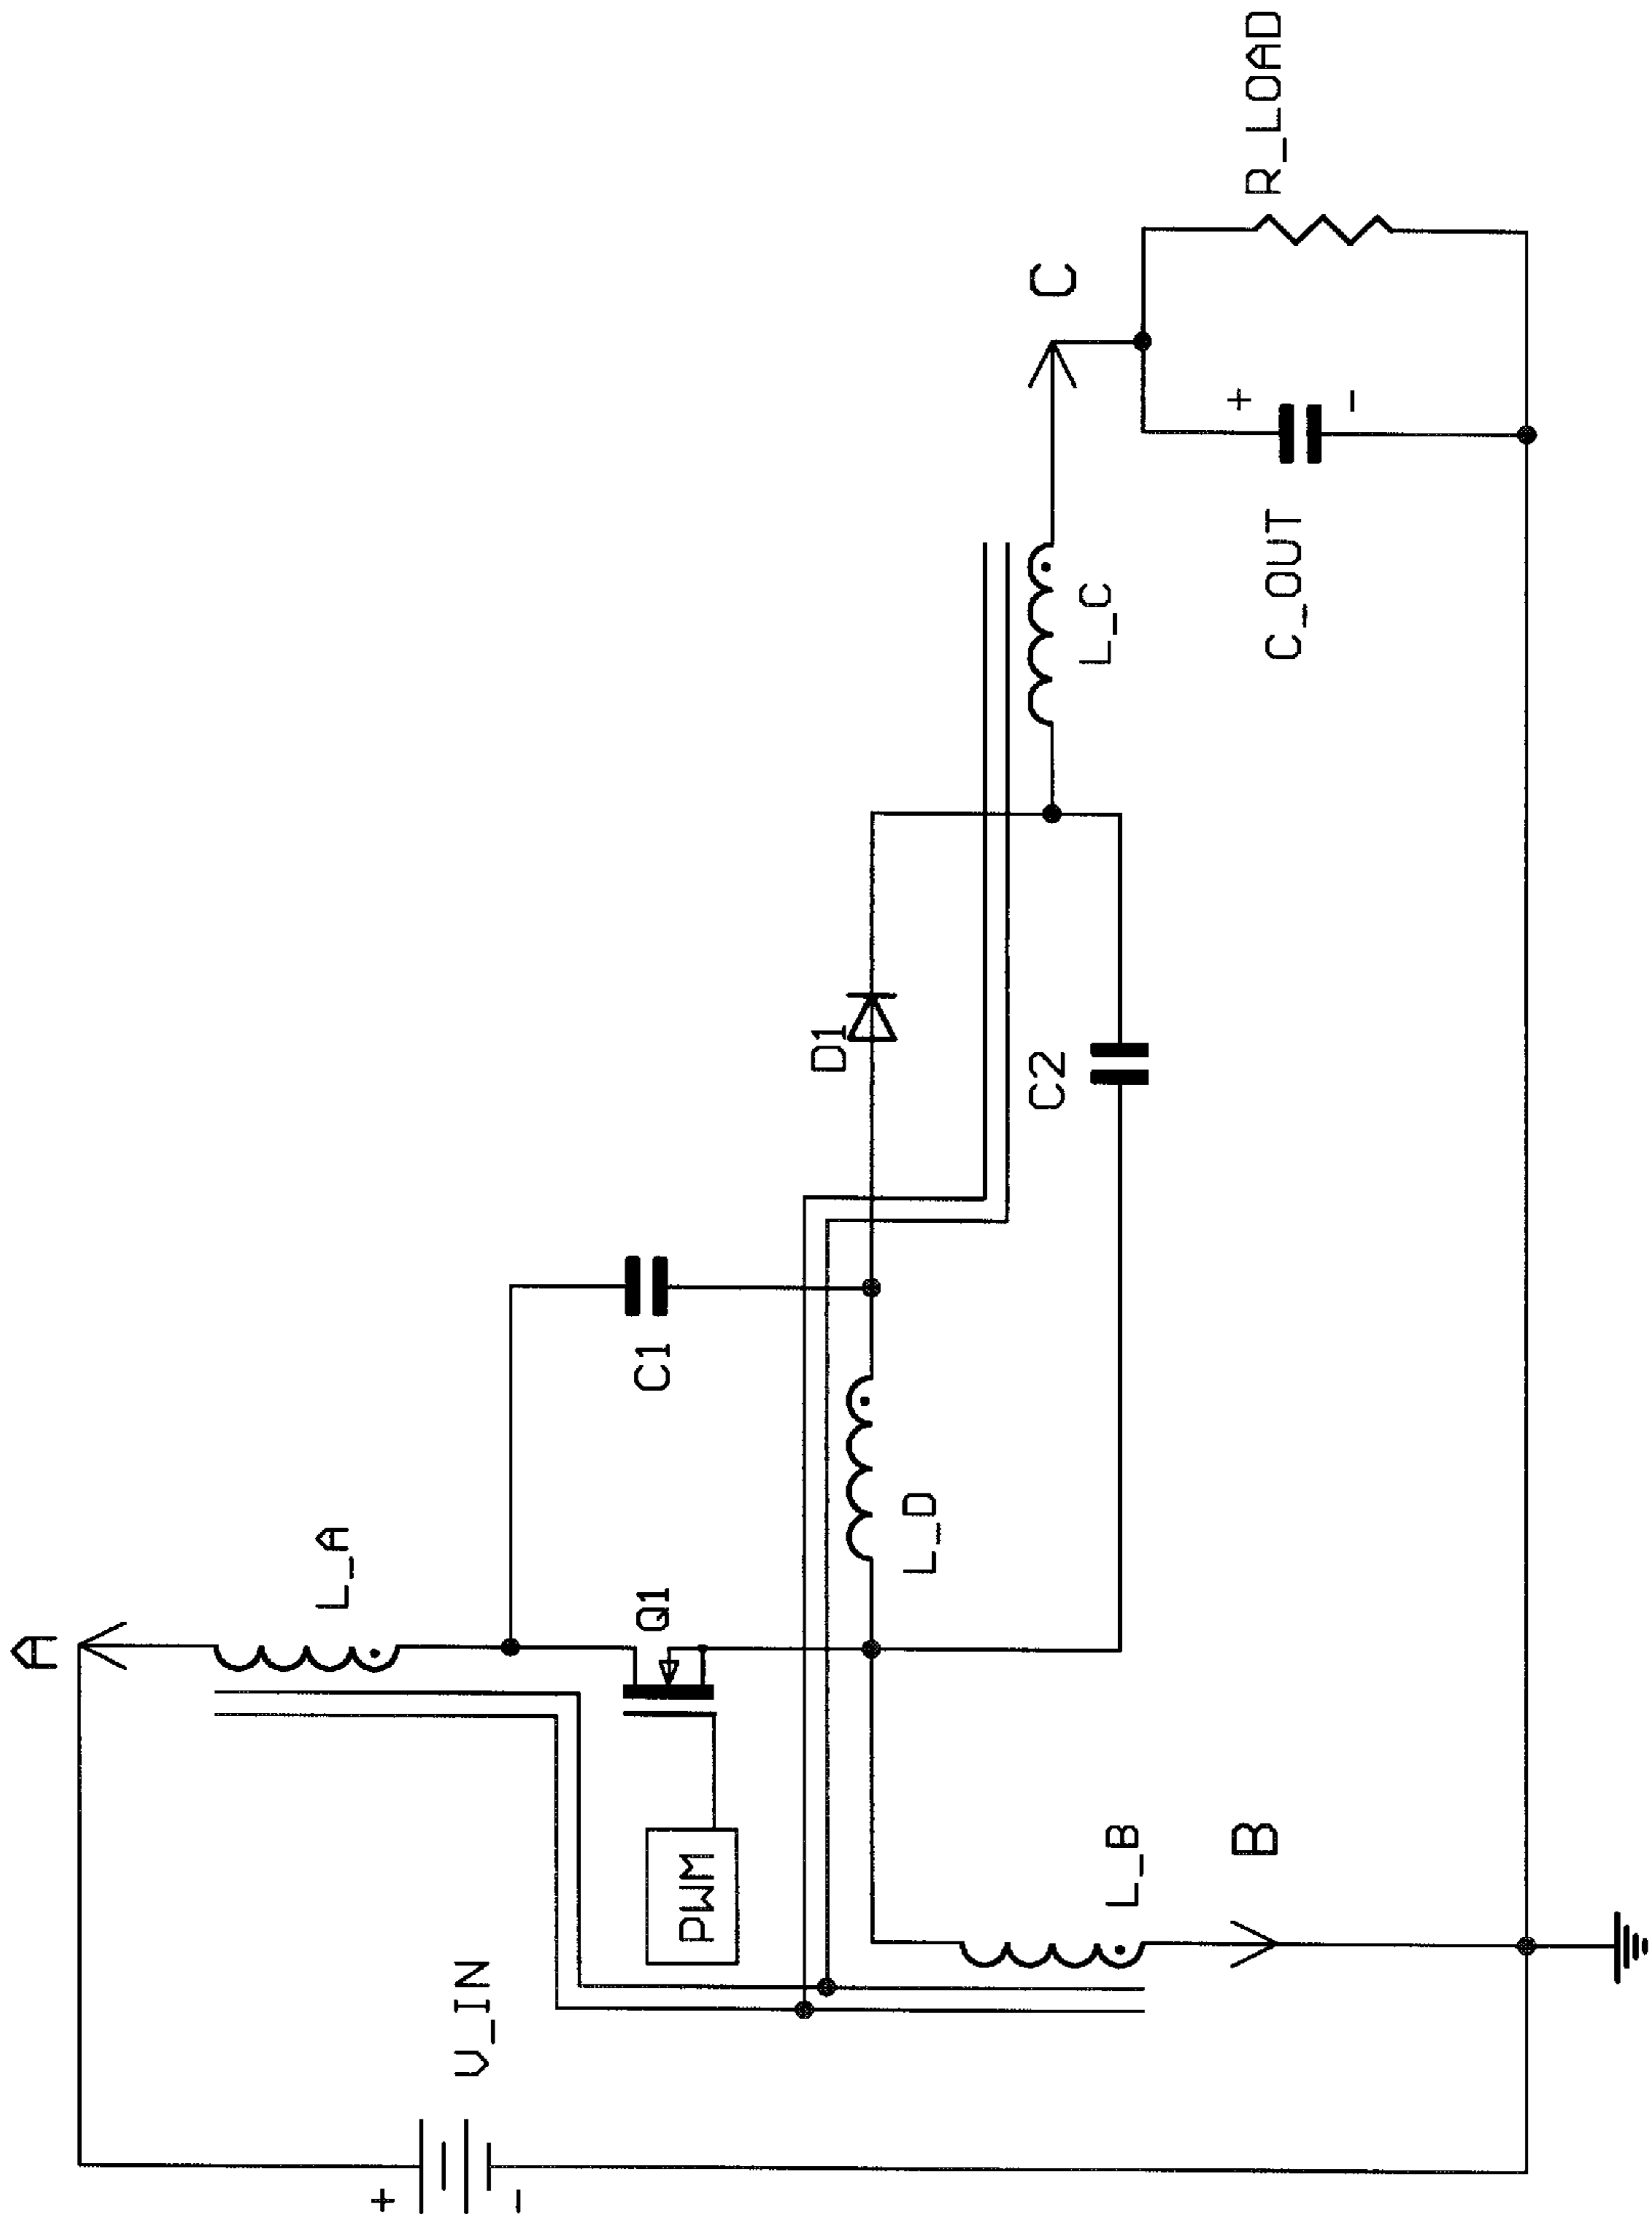 A
L_A
V_IN
+
-
Q1
PWM
C1
L_D
D1
C2
L_B
B
L_C
C
C_OUT
+
-
R_LOAD